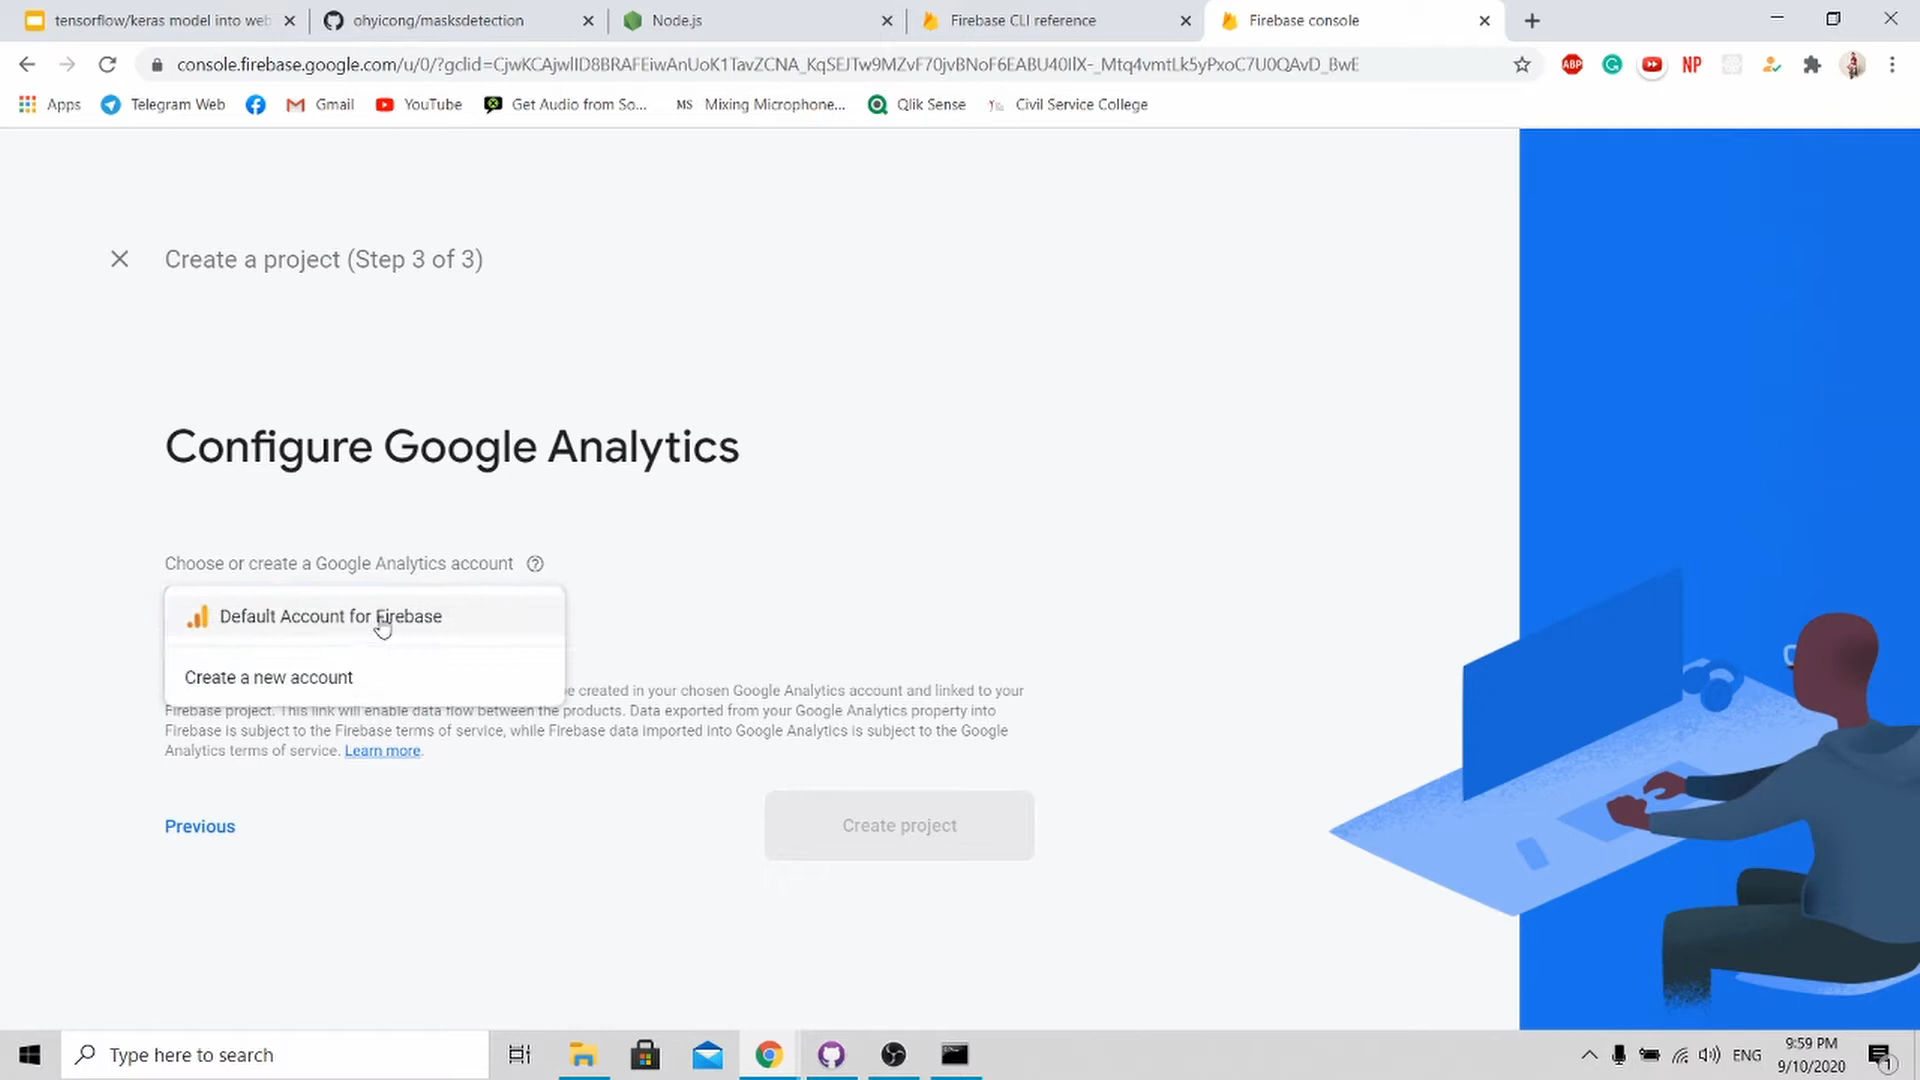 tensorflow/keras model into web
ohyicong/masksdetection
Node.js
Firebase CLI reference
Firebase console
console.firebase.google.com/u/0/?gclid=CjwKCAjwlID8BRAFEiwAnUoK1TavZCNA_KqSEJTw9MZvF70jvBNoF6EABU40IlX-_Mtq4vmtLk5yPxoC7U0QAvD_BwE
ABP
NP
Apps
Telegram Web
Gmail
YouTube
Get Audio from So...
MS Mixing Microphone...
Qlik Sense
Civil Service College
Create a project (Step 3 of 3)
Configure Google Analytics
Choose or create a Google Analytics account
Default Account for Firebase
Create a new account
e created in your chosen Google Analytics account and linked to your
Firebase project. This link will enable data flow between the products. Data exported from your Google Analytics property into
Firebase is subject to the Firebase terms of service, while Firebase data imported into Google Analytics is subject to the Google
Analytics terms of service. Learn more.
Previous
Create project
Type here to search
ENG
9:59 PM
9/10/2020
1